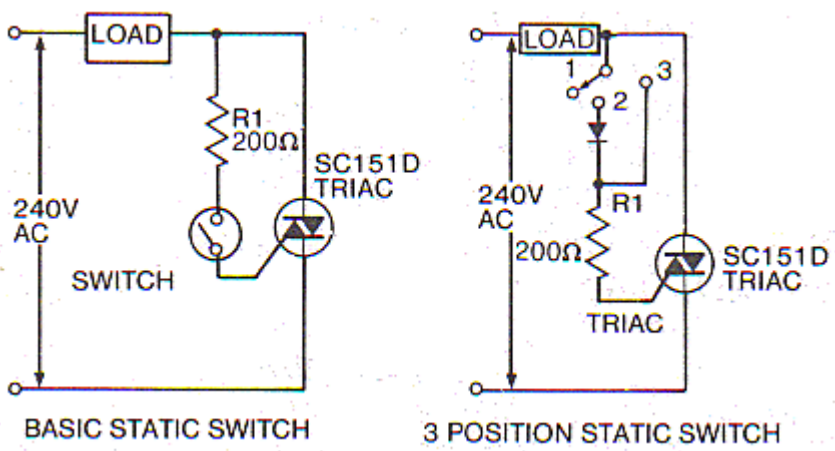 LOAD
R1
200Ω
SC151D
TRIAC
240V
AC
SWITCH
BASIC STATIC SWITCH
LOAD
1
3
2
240V
AC
R1
200Ω
SC151D
TRIAC
TRIAC
3 POSITION STATIC SWITCH